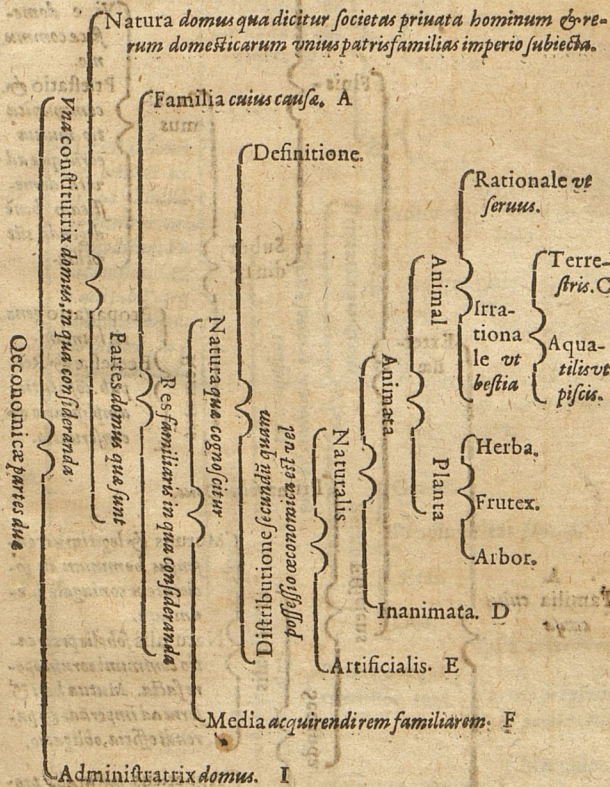 Natura domus qua dicitur ſocietas priuata hominum & re-
rum domeſticarum vnius patrisfamilias imperio ſubiecta.
Oeconomicæ partes duæ
Vna conſtitutrix domus, in qua conſideranda
Partes domus quæ ſunt
Familia cuius cauſæ. A
Res familiaris in qua conſideranda
Natura quæ cognoſcitur
Definitione.
Diſtributione ſecundũ quam
poſſeſſio œconomica eſt vel
Naturalis
Animata
Animal
Rationale vt
ſeruus.
Irra-
tiona
le vt
beſtia
Terre-
ſtris. C
Aqua-
tilis vt
piſcis.
Planta
Herba.
Frutex.
Arbor.
Inanimata. D
Artificialis. E
Media acquirendi rem familiarem. F
Adminiſtratrix domus. I